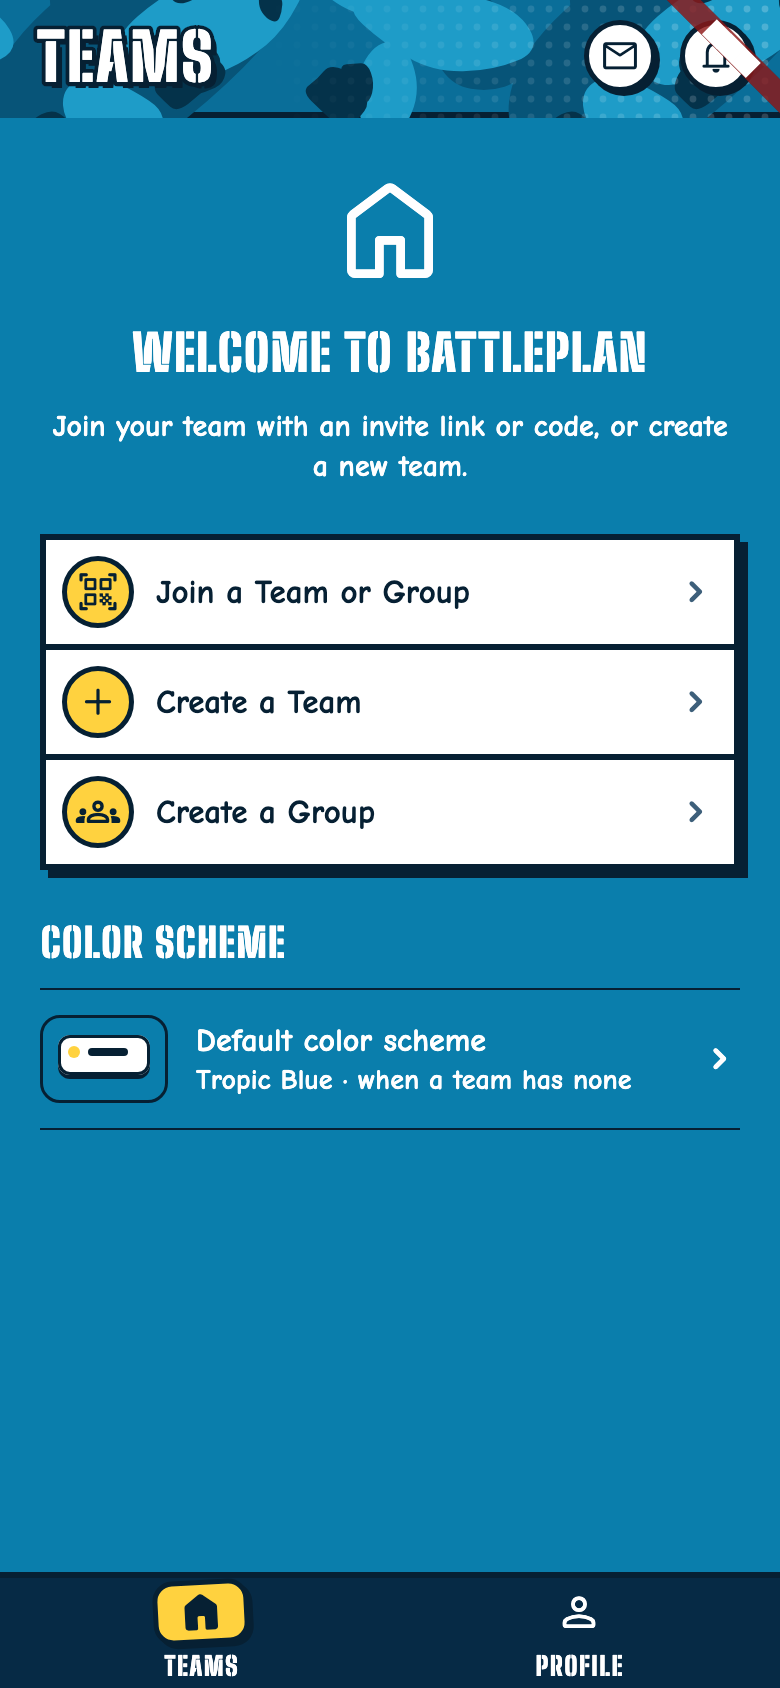 TEAMS
WELCOME TO BATTLEPLAN
Join your team with an invite link or code, or create
a new team.
Join a Team or Group
Create a Team
Create a Group
COLOR SCHEME
Default color scheme
Tropic Blue · when a team has none
TEAMS
PROFILE